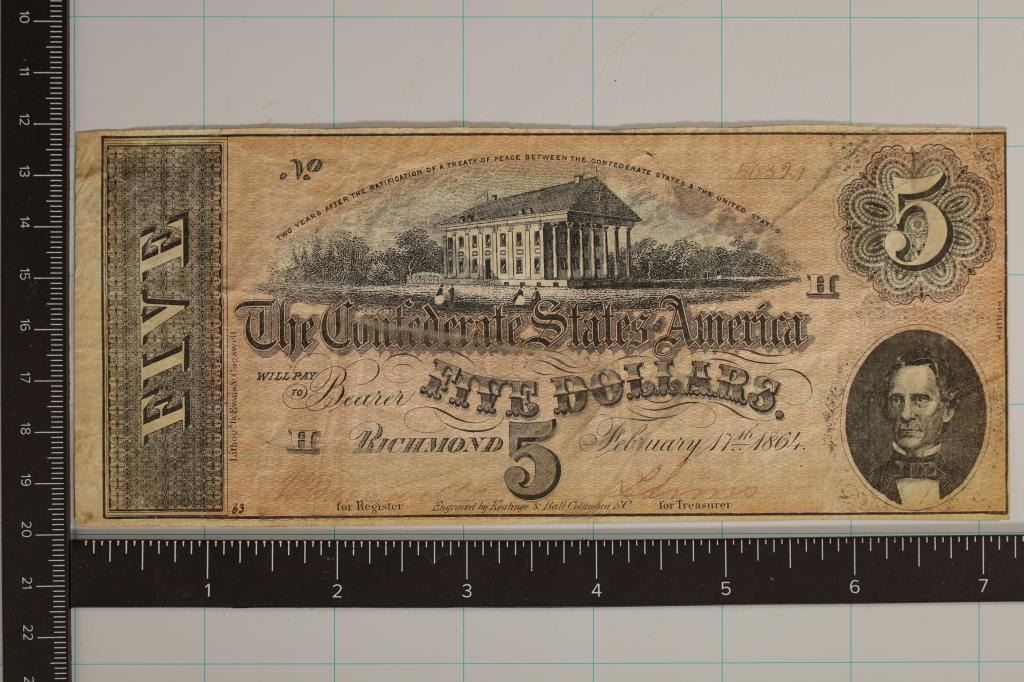 No
TWO YEARS AFTER THE RATIFICATION OF A TREATY OF PEACE BETWEEN THE CONFEDERATE STATES & THE UNITED STATES
5
H
FIVE
The Confederate States of America
WILL PAY TO Bearer FIVE DOLLARS.
H RICHMOND 5 February 17th 1864.
63 for Register Engraved by Keatinge & Ball Columbia, S.C. for Treasurer
Lithog'd by Evans & Cogswell
10
11
12
13
14
15
16
17
18
19
20
21
22
1 2 3 4 5 6 7